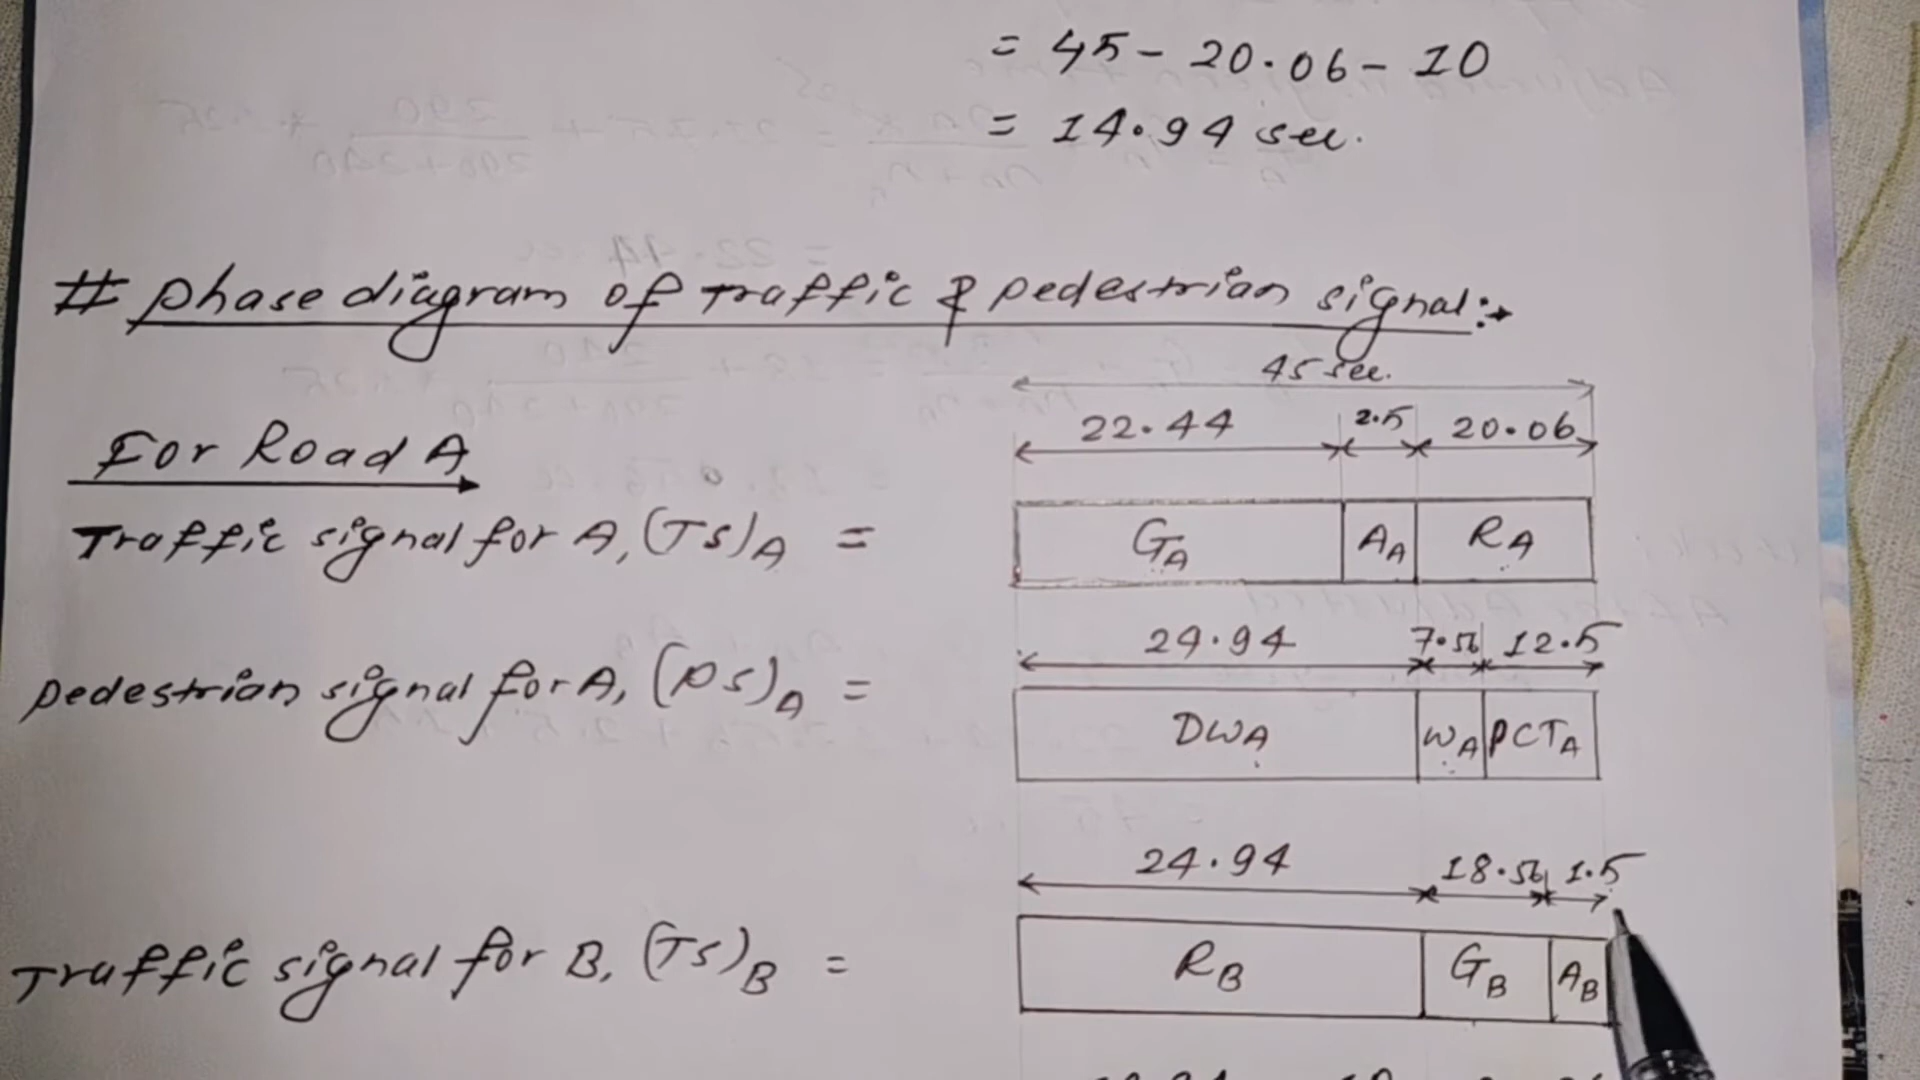 = 45 - 20.06 - 10
= 14.94 sec.
# phase diagram of Traffic & pedestrian signal:→
45 sec.
22.44 2.5 20.06
For Road A
Traffic signal for A, (Ts)A =
GA AA RA
24.94 7.56 12.5
pedestrian signal for A, (ps)A =
DWA WA PCTA
24.94 18.56 1.5
Traffic signal for B, (Ts)B =
RB GB AB